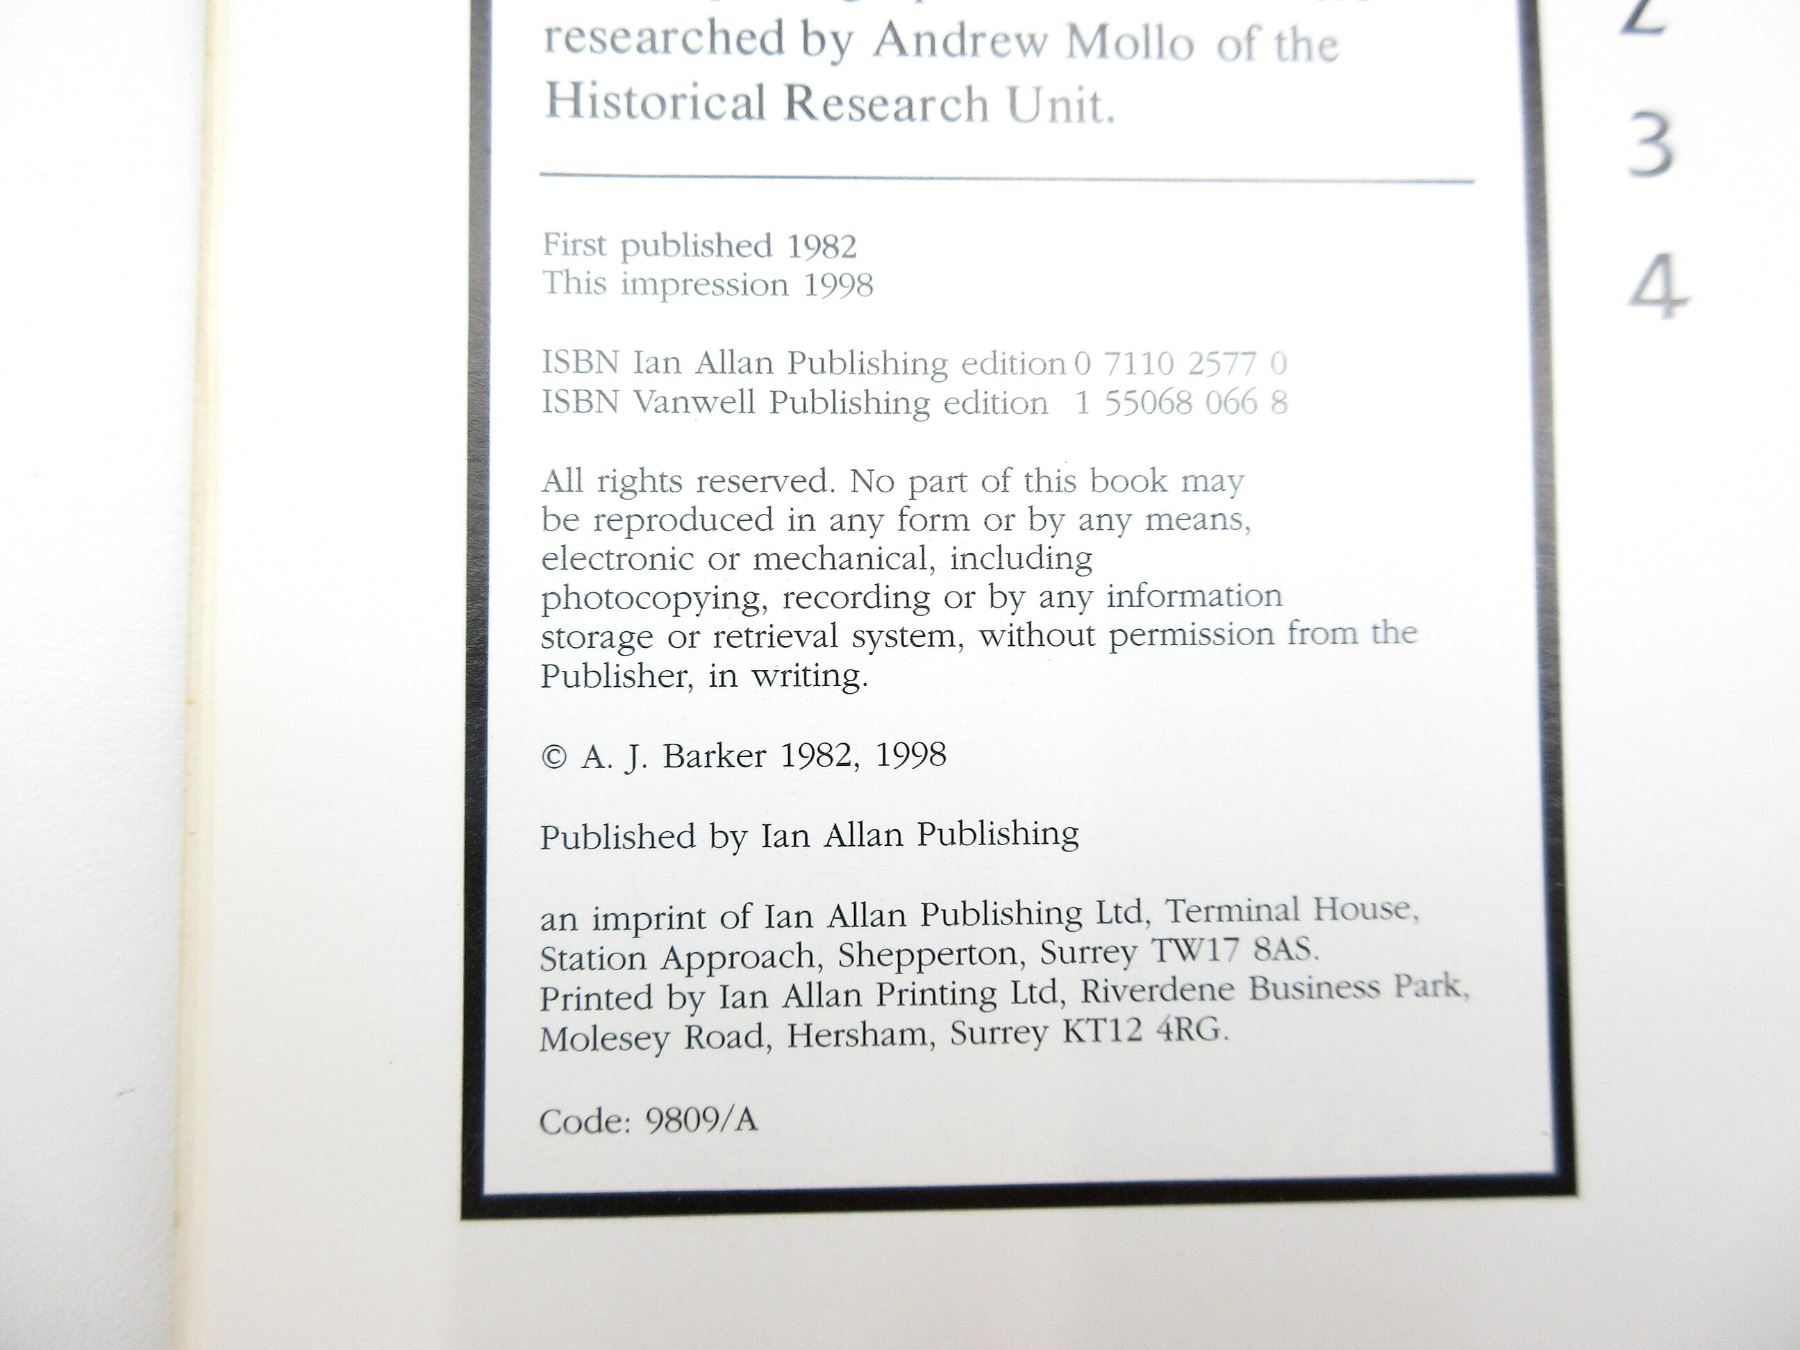 researched by Andrew Mollo of the
Historical Research Unit.
First published 1982
This impression 1998
ISBN Ian Allan Publishing edition 0 7110 2577 0
ISBN Vanwell Publishing edition 1 55068 066 8
All rights reserved. No part of this book may
be reproduced in any form or by any means,
electronic or mechanical, including
photocopying, recording or by any information
storage or retrieval system, without permission from the
Publisher, in writing.
© A. J. Barker 1982, 1998
Published by Ian Allan Publishing
an imprint of Ian Allan Publishing Ltd, Terminal House,
Station Approach, Shepperton, Surrey TW17 8AS.
Printed by Ian Allan Printing Ltd, Riverdene Business Park,
Molesey Road, Hersham, Surrey KT12 4RG.
Code: 9809/A
2
3
4